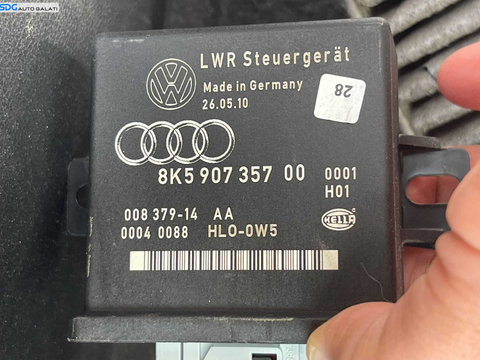 SDG AUTO GALATI
LWR Steuergerät
Made in Germany
26.05.10
28
8K5 907 357 00 0001
H01
008 379-14 AA
0004 0088 HLO-0W5
HELLA